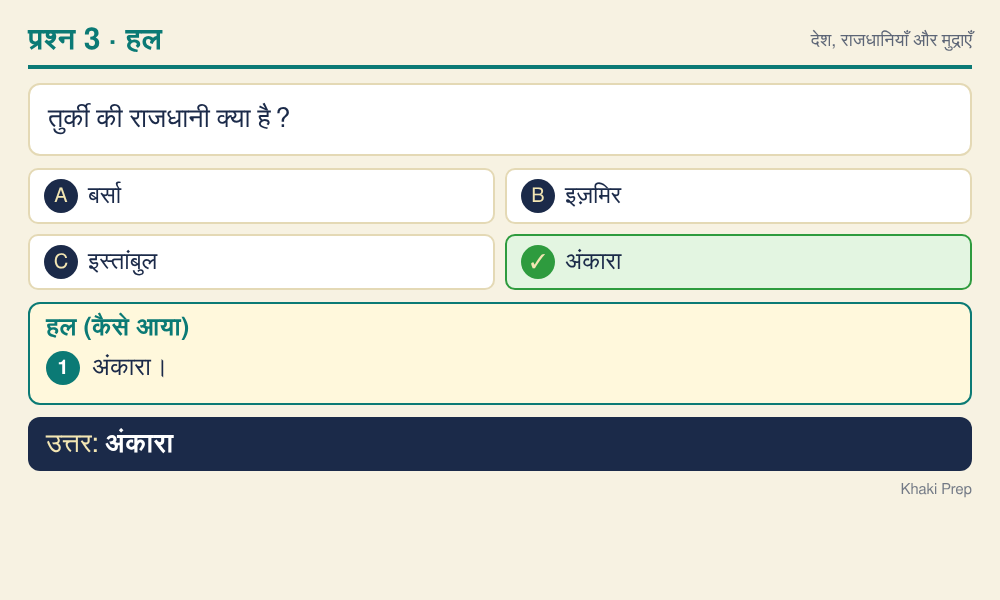 प्रश्न 3 · हल
देश, राजधानियाँ और मुद्राएँ
तुर्की की राजधानी क्या है ?
A बर्सा
B इज़मिर
C इस्तांबुल
✓ अंकारा
हल (कैसे आया)
1 अंकारा ।
उत्तर: अंकारा
Khaki Prep